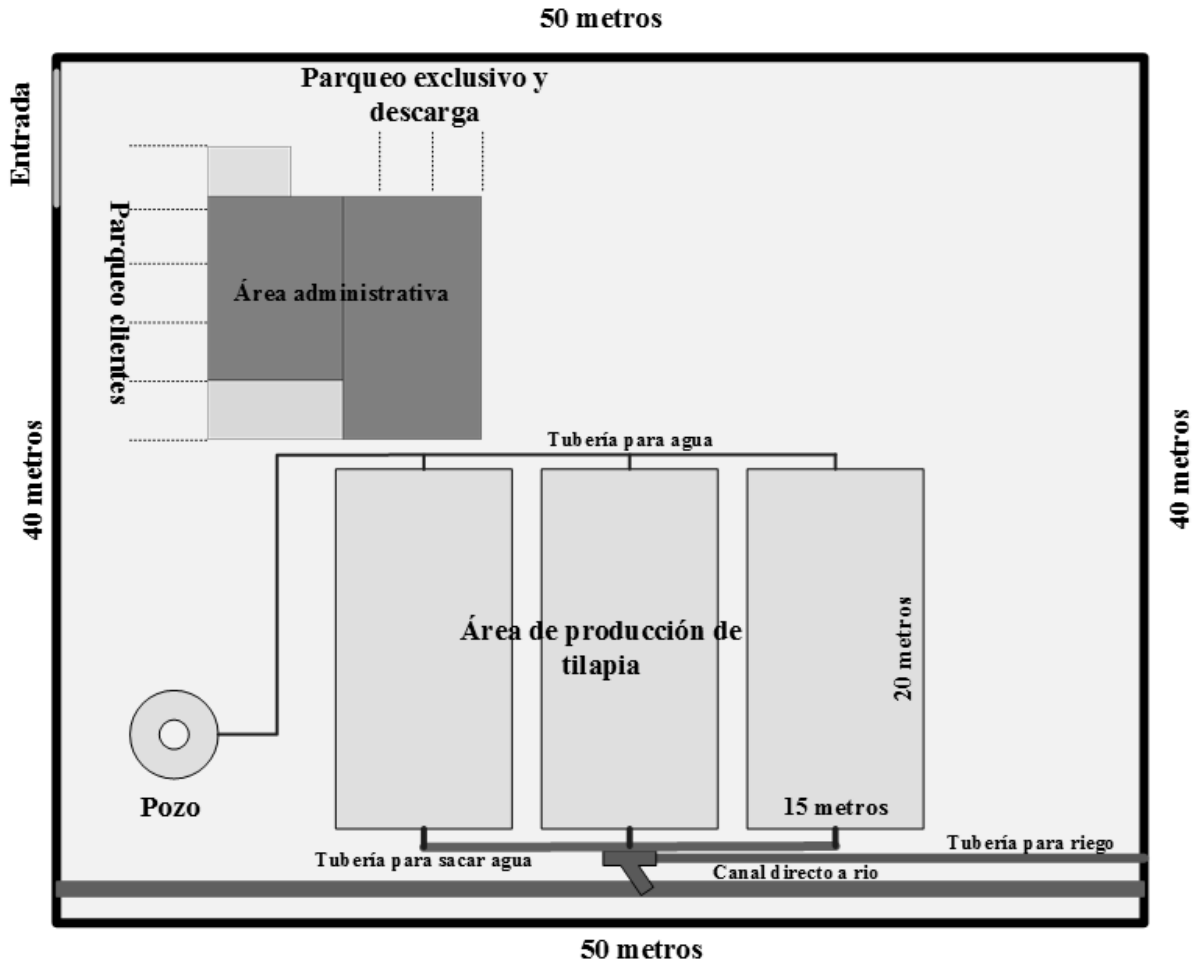 50 metros
Parqueo exclusivo y
descarga
Entrada
Parqueo clientes
Área administrativa
40 metros
40 metros
Tubería para agua
Área de producción de
tilapia
20 metros
Pozo
15 metros
Tubería para sacar agua
Tubería para riego
Canal directo a rio
50 metros